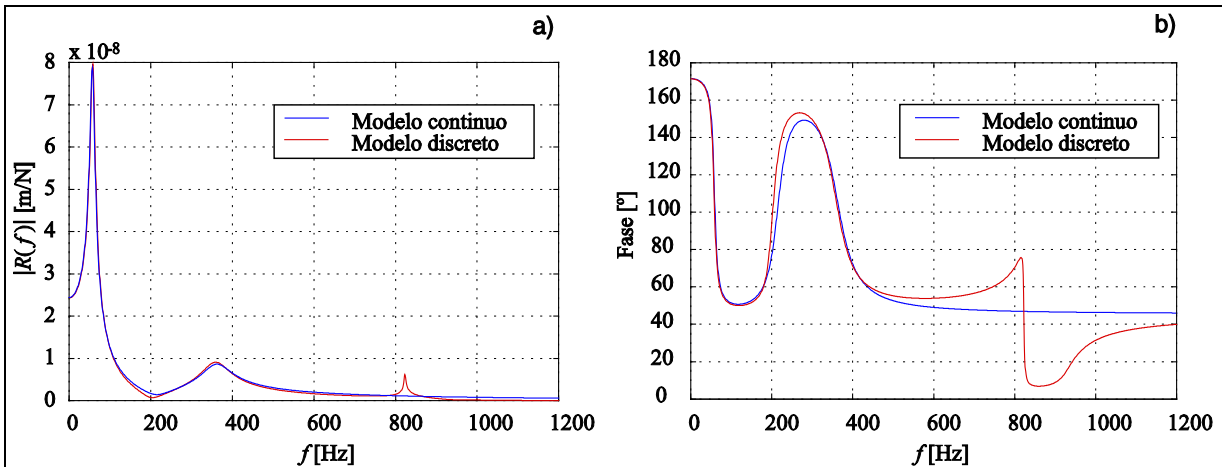 a)
x 10-8
8
7
6
5
4
3
2
1
0
|R(f)| [m/N]
Modelo continuo
Modelo discreto
0 200 400 600 800 1000 1200
f [Hz]
b)
180
160
140
120
100
80
60
40
20
0
Fase [º]
Modelo continuo
Modelo discreto
0 200 400 600 800 1000 1200
f [Hz]